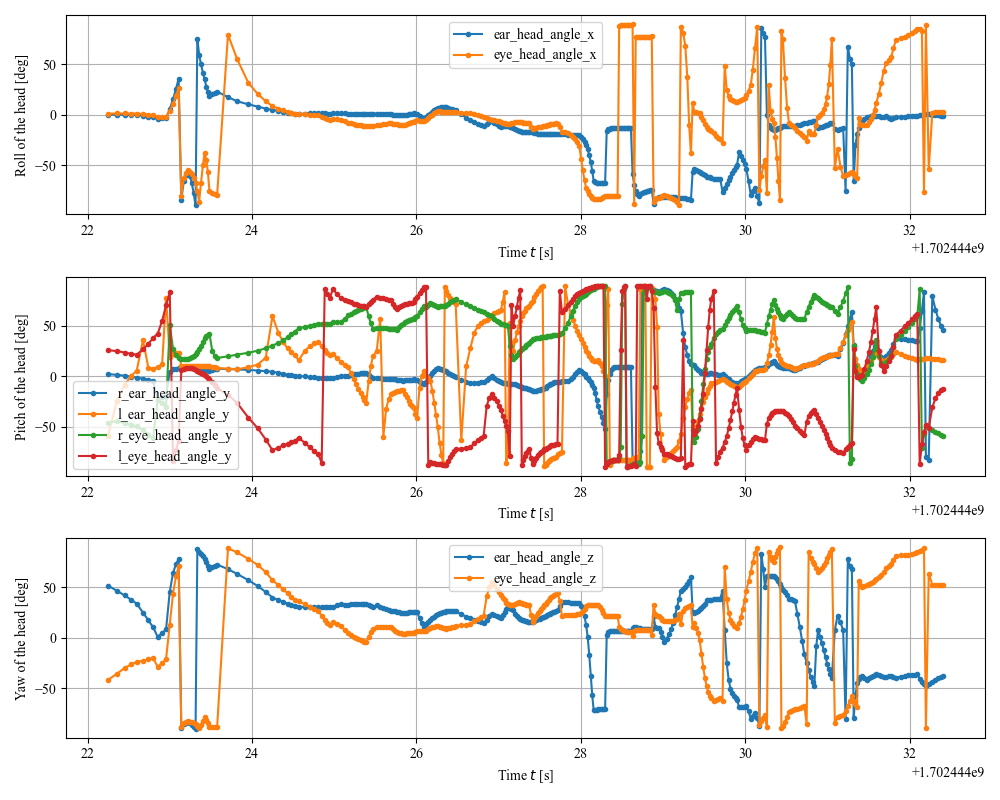 Roll of the head [deg]
50
0
−50
ear_head_angle_x
eye_head_angle_x
22 24 26 28 30 32
Time t [s]
+1.702444e9
Pitch of the head [deg]
50
0
−50
r_ear_head_angle_y
l_ear_head_angle_y
r_eye_head_angle_y
l_eye_head_angle_y
22 24 26 28 30 32
Time t [s]
+1.702444e9
Yaw of the head [deg]
50
0
−50
ear_head_angle_z
eye_head_angle_z
22 24 26 28 30 32
Time t [s]
+1.702444e9